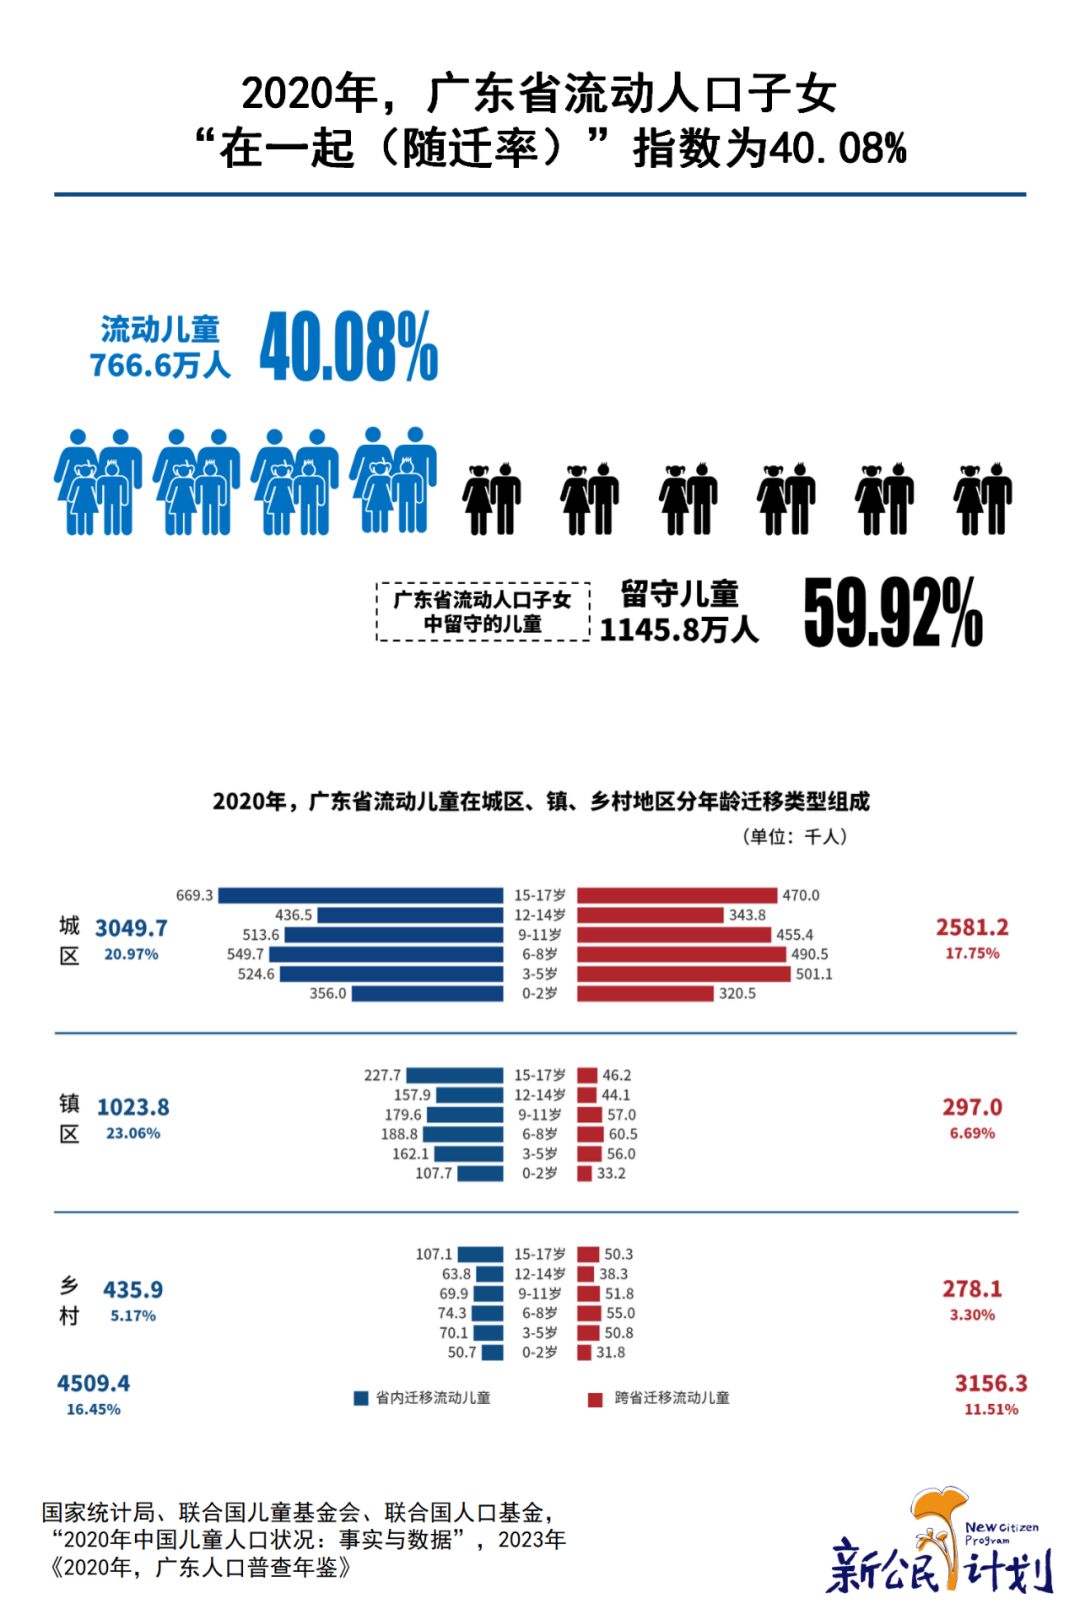 2020年，广东省流动人口子女
“在一起（随迁率）”指数为40.08%
流动儿童
766.6万人
40.08%
广东省流动人口子女
中留守的儿童
留守儿童
1145.8万人
59.92%
2020年，广东省流动儿童在城区、镇、乡村地区分年龄迁移类型组成
（单位：千人）
城区
3049.7
20.97%
669.3 15-17岁 470.0
436.5 12-14岁 343.8
513.6 9-11岁 455.4
549.7 6-8岁 490.5
524.6 3-5岁 501.1
356.0 0-2岁 320.5
2581.2
17.75%
镇区
1023.8
23.06%
227.7 15-17岁 46.2
157.9 12-14岁 44.1
179.6 9-11岁 57.0
188.8 6-8岁 60.5
162.1 3-5岁 56.0
107.7 0-2岁 33.2
297.0
6.69%
乡村
435.9
5.17%
107.1 15-17岁 50.3
63.8 12-14岁 38.3
69.9 9-11岁 51.8
74.3 6-8岁 55.0
70.1 3-5岁 50.8
50.7 0-2岁 31.8
278.1
3.30%
4509.4
16.45%
省内迁移流动儿童
跨省迁移流动儿童
3156.3
11.51%
国家统计局、联合国儿童基金会、联合国人口基金，
“2020年中国儿童人口状况：事实与数据”，2023年
《2020年，广东人口普查年鉴》
New Citizen
Program
新公民计划